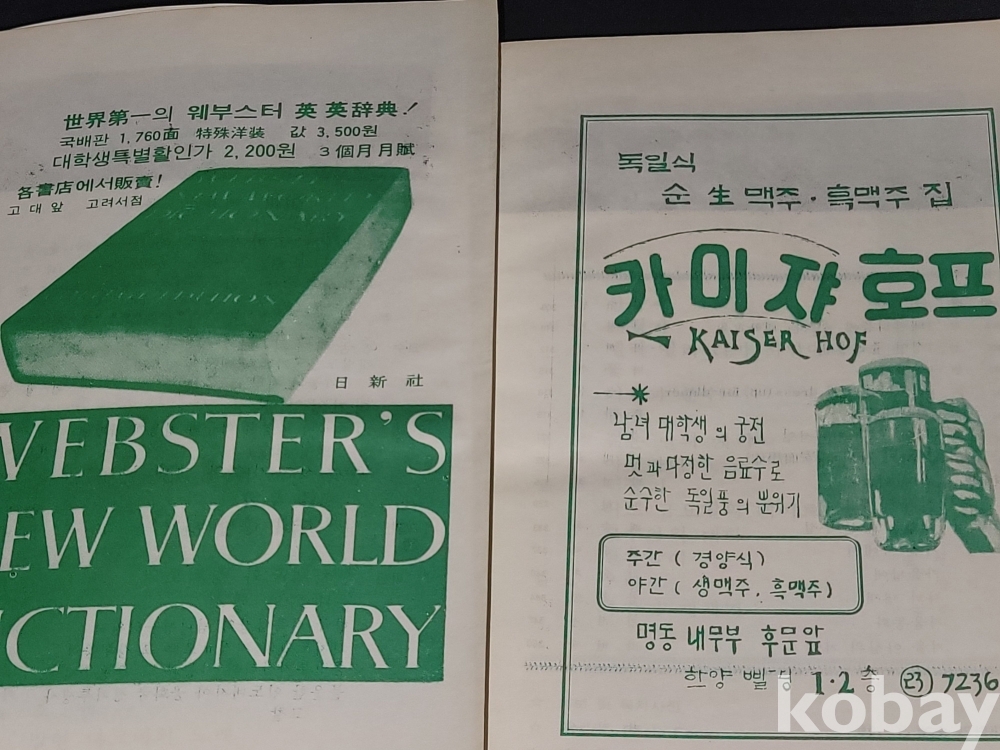 世界第一의 웨부스터 英英辞典!
국배판 1,760面 特殊洋装 값 3,500원
대학생특별활인가 2,200원 3個月月賦
各書店에서販賣!
고대앞 고려서점
日新社
WEBSTER'S
EW WORLD
ICTIONARY
독일식
순 生 맥주·흑맥주 집
카이쟈 호프
KAISER HOF
남녀 대학생의 궁전
멋과 다정한 음료수로
순수한 독일풍의 분위기
주간 ( 경양식)
야간 ( 생맥주, 흑맥주)
명동 내무부 후문앞
한양 삘딩 1·2 층 23 7236
kobay